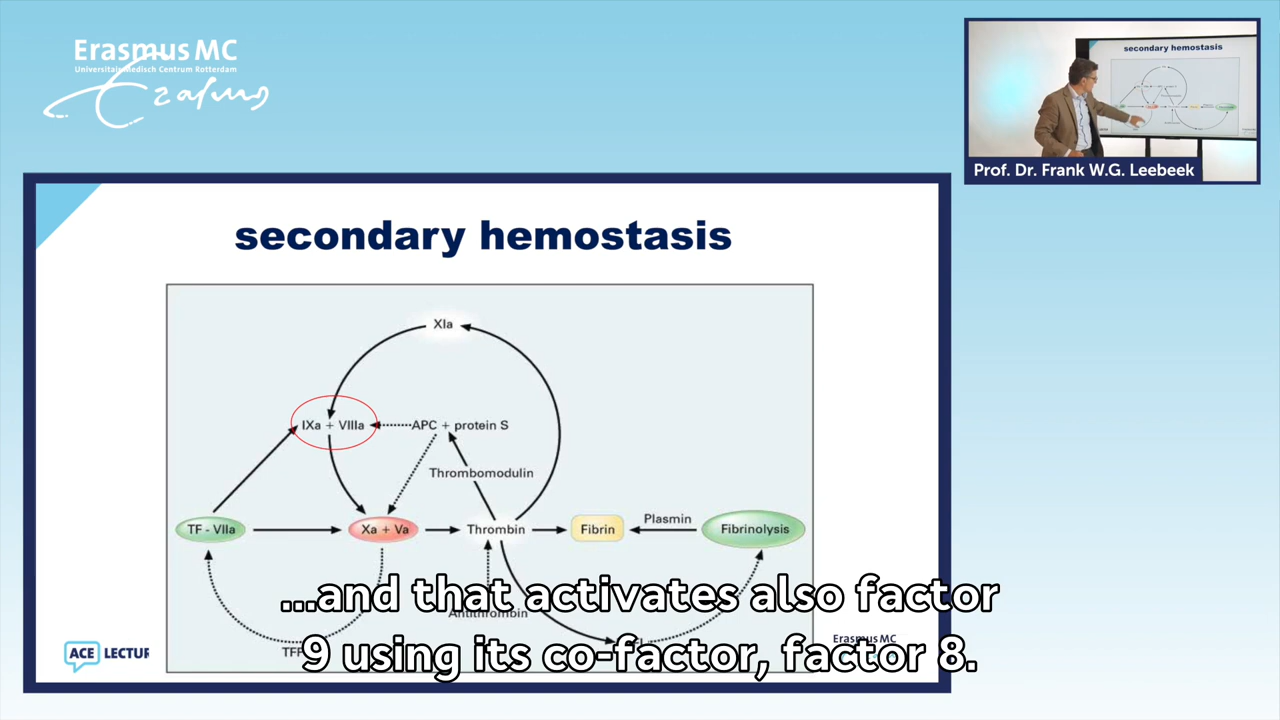 Erasmus MC
Universitair Medisch Centrum Rotterdam
Erasmus
secondary hemostasis
Prof. Dr. Frank W.G. Leebeek
secondary hemostasis
XIa
IXa + VIIIa
APC + protein S
Thrombomodulin
TF - VIIa
Xa + Va
Thrombin
Fibrin
Plasmin
Fibrinolysis
...and that activates also factor
Antithrombin
9 using its co-factor, factor 8.
ACE LECTUR
Erasmus MC